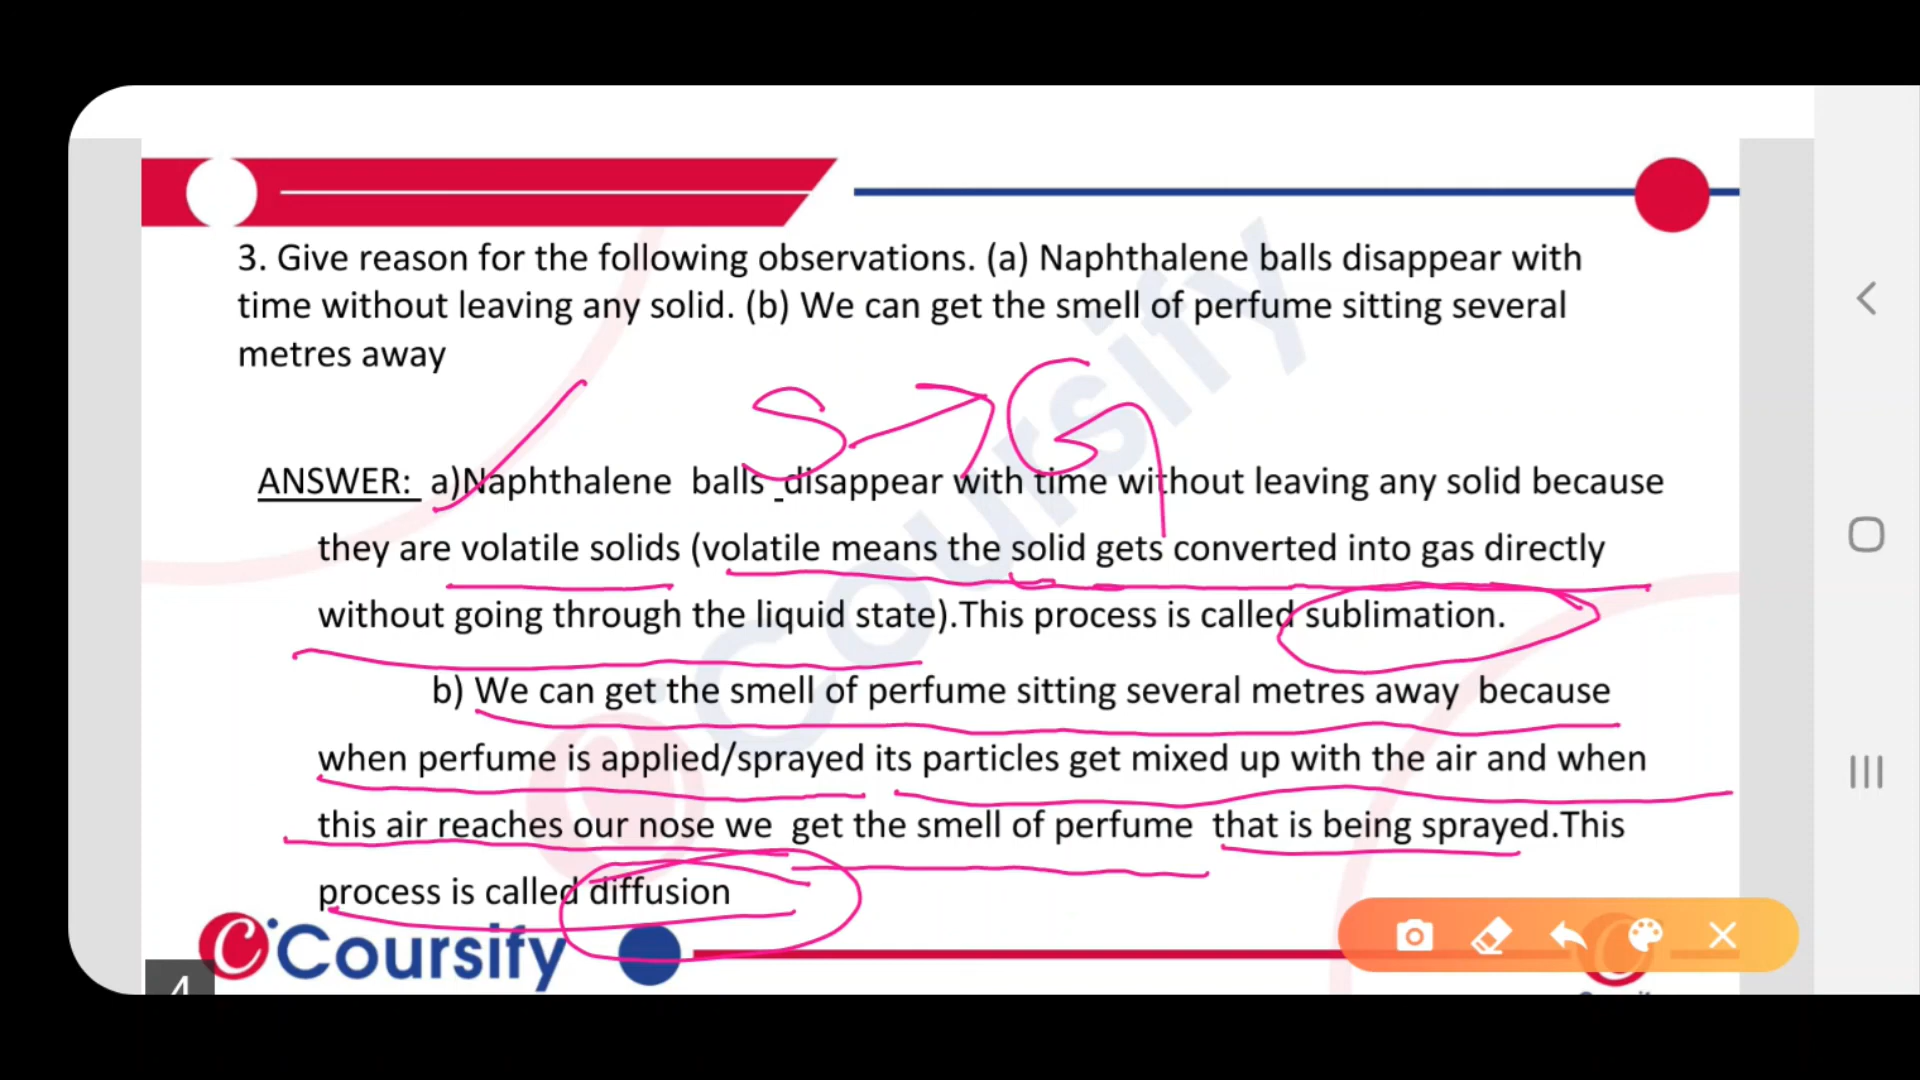 3. Give reason for the following observations. (a) Naphthalene balls disappear with
time without leaving any solid. (b) We can get the smell of perfume sitting several
metres away
S → G
ANSWER: a)Naphthalene balls disappear with time without leaving any solid because
they are volatile solids (volatile means the solid gets converted into gas directly
without going through the liquid state).This process is called sublimation.
b) We can get the smell of perfume sitting several metres away because
when perfume is applied/sprayed its particles get mixed up with the air and when
this air reaches our nose we get the smell of perfume that is being sprayed.This
process is called diffusion
Coursify
4
Coursify